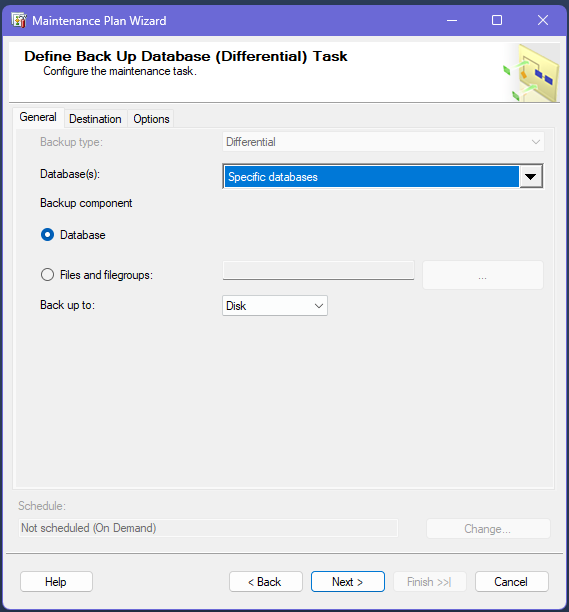 Maintenance Plan Wizard
Define Back Up Database (Differential) Task
Configure the maintenance task.
General Destination Options
Backup type: Differential
Database(s): Specific databases
Backup component
Database
Files and filegroups: ...
Back up to: Disk
Schedule:
Not scheduled (On Demand) Change...
Help < Back Next > Finish >>| Cancel